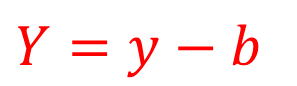 Y = y − b